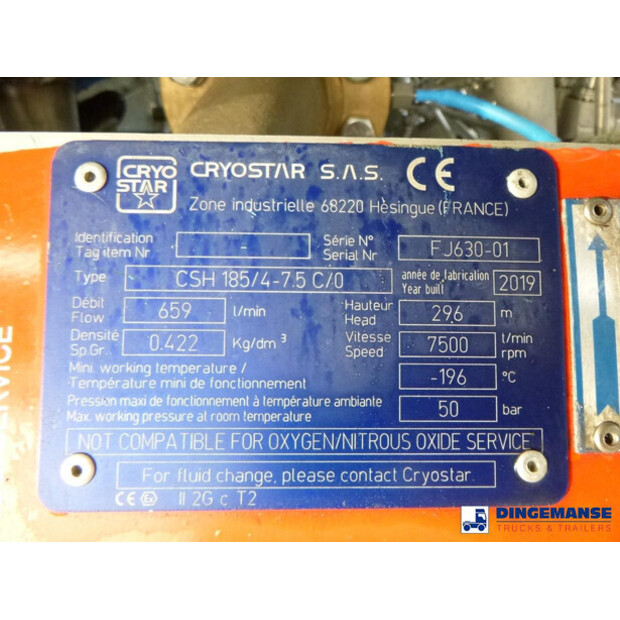 CRYO
STAR
CRYOSTAR S.A.S. CE
Zone industrielle 68220 Hésingue (FRANCE)
Identification
Tag item Nr -
Série N°
Serial Nr FJ630-01
Type CSH 185/4-7.5 C/0
année de fabrication
Year built 2019
Débit
Flow 659 l/min
Hauteur
Head 296 m
Densité
Sp.Gr. 0.422 Kg/dm³
Vitesse
Speed 7500 t/min
rpm
Mini. working temperature /
Température mini de fonctionnement -196 °C
Pression maxi de fonctionnement à température ambiante
Max. working pressure at room temperature 50 bar
NOT COMPATIBLE FOR OXYGEN/NITROUS OXIDE SERVICE
For fluid change, please contact Cryostar.
CE Ex II 2G c T2
DINGEMANSE
TRUCKS & TRAILERS